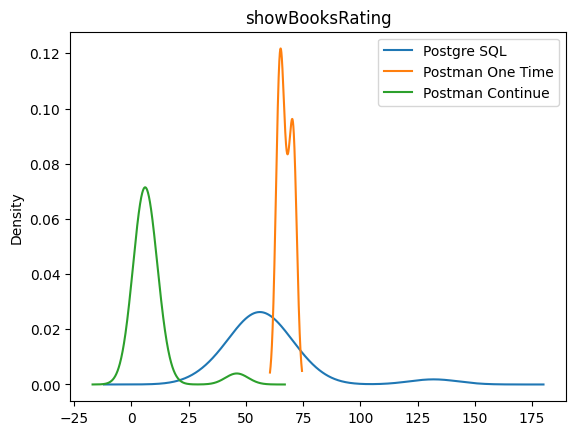 showBooksRating
Postgre SQL
Postman One Time
Postman Continue
Density
0.12
0.10
0.08
0.06
0.04
0.02
0.00
−25 0 25 50 75 100 125 150 175